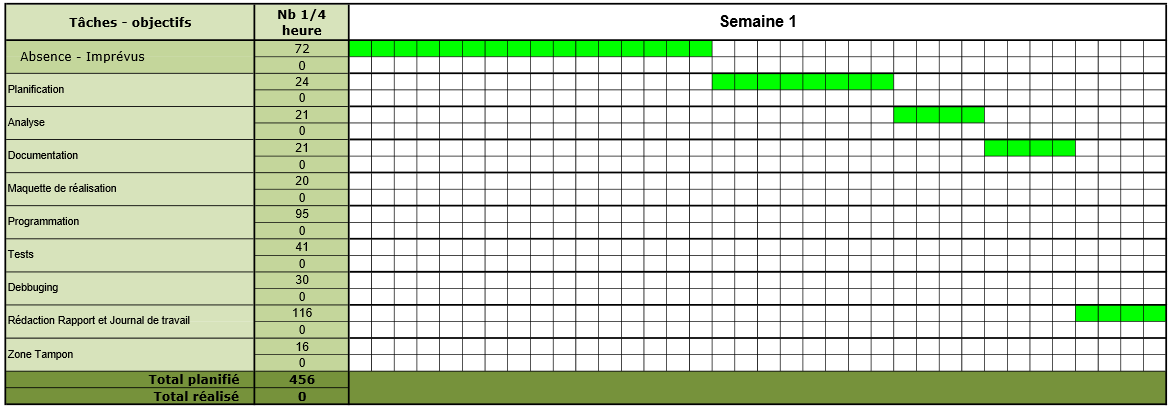 Tâches - objectifs Nb 1/4 heure Semaine 1
Absence - Imprévus 72
0
Planification 24
0
Analyse 21
0
Documentation 21
0
Maquette de réalisation 20
0
Programmation 95
0
Tests 41
0
Debbuging 30
0
Rédaction Rapport et Journal de travail 116
0
Zone Tampon 16
0
Total planifié 456
Total réalisé 0